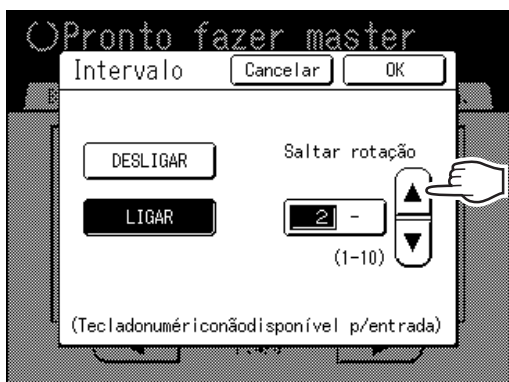 Pronto fazer master
Intervalo Cancelar OK
DESLIGAR Saltar rotação
LIGAR 2 -
(1-10)
(Tecladonumériconãodisponível p/entrada)